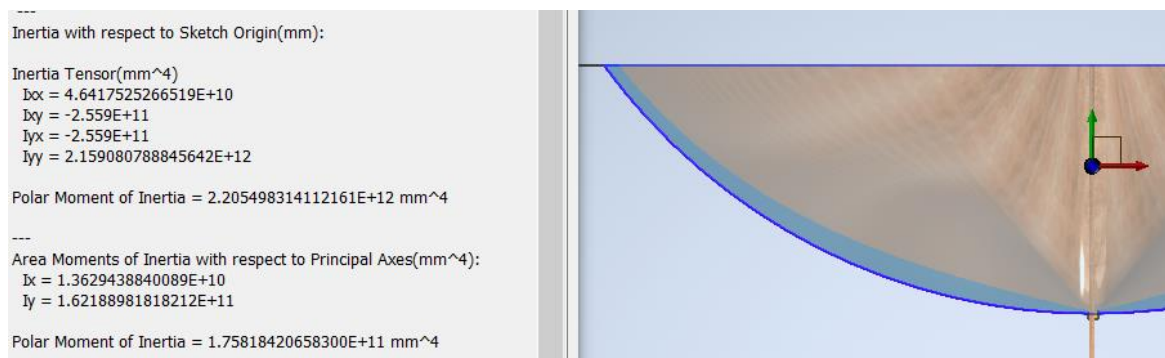 ---
Inertia with respect to Sketch Origin(mm):
Inertia Tensor(mm^4)
Ixx = 4.6417525266519E+10
Ixy = -2.559E+11
Iyx = -2.559E+11
Iyy = 2.159080788845642E+12
Polar Moment of Inertia = 2.205498314112161E+12 mm^4
---
Area Moments of Inertia with respect to Principal Axes(mm^4):
Ix = 1.3629438840089E+10
Iy = 1.62188981818212E+11
Polar Moment of Inertia = 1.75818420658300E+11 mm^4